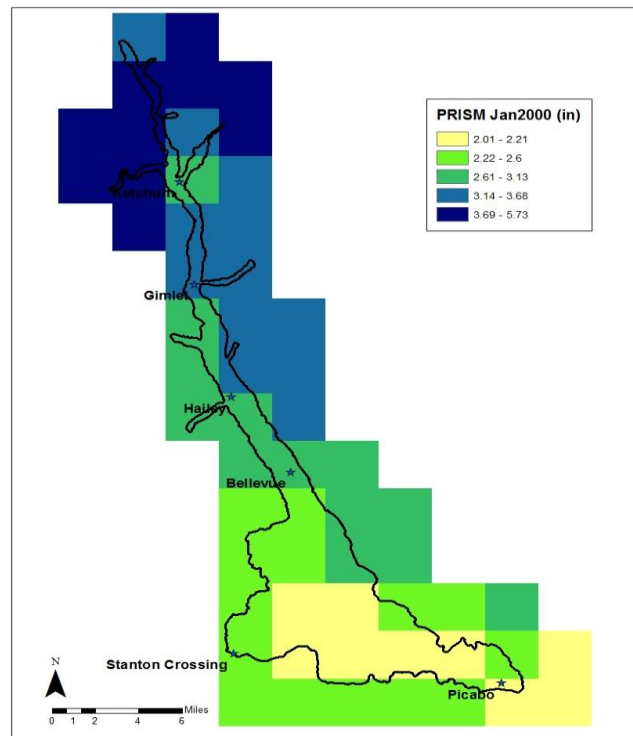 PRISM Jan2000 (in)
2.01 - 2.21
2.22 - 2.6
2.61 - 3.13
3.14 - 3.68
3.69 - 5.73
Ketchum
Gimlet
Hailey
Bellevue
Stanton Crossing
Picabo
N
Miles
0 1 2 4 6